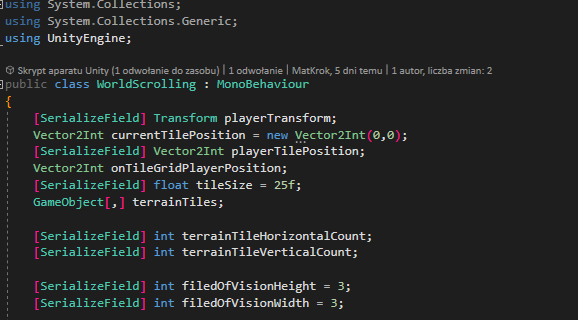 using System.Collections;
using System.Collections.Generic;
using UnityEngine;
Skrypt aparatu Unity (1 odwołanie do zasobu) | 1 odwołanie | MatKrok, 5 dni temu | 1 autor, liczba zmian: 2
public class WorldScrolling : MonoBehaviour
{
[SerializeField] Transform playerTransform;
Vector2Int currentTilePosition = new Vector2Int(0,0);
[SerializeField] Vector2Int playerTilePosition;
Vector2Int onTileGridPlayerPosition;
[SerializeField] float tileSize = 25f;
GameObject[,] terrainTiles;
[SerializeField] int terrainTileHorizontalCount;
[SerializeField] int terrainTileVerticalCount;
[SerializeField] int filedOfVisionHeight = 3;
[SerializeField] int filedOfVisionWidth = 3;